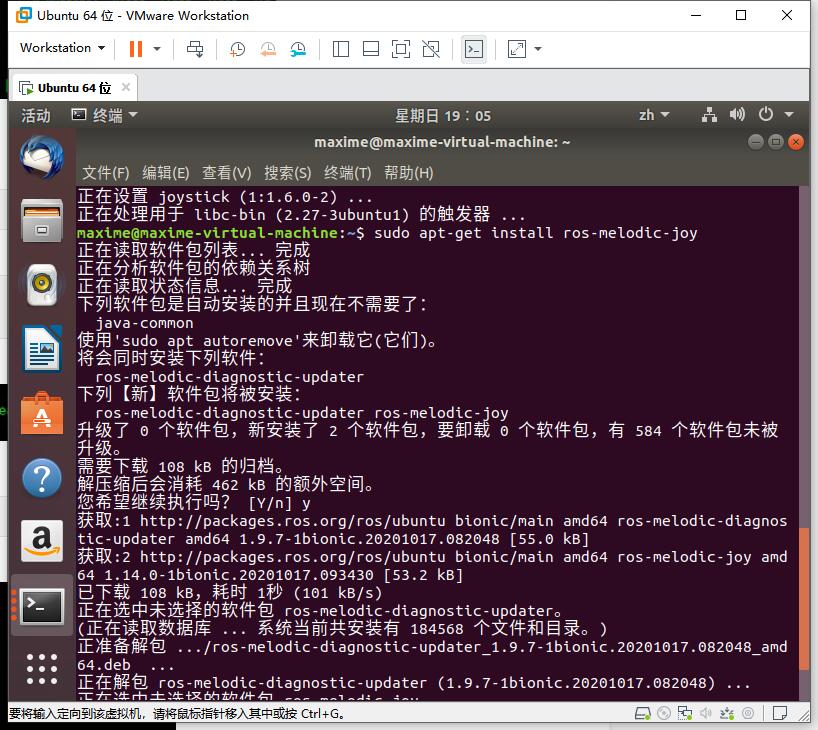 Ubuntu 64 位 - VMware Workstation
Workstation
Ubuntu 64 位
活动 终端 星期日 19：05 zh
maxime@maxime-virtual-machine: ~
文件(F) 编辑(E) 查看(V) 搜索(S) 终端(T) 帮助(H)
正在设置 joystick (1:1.6.0-2) ...
正在处理用于 libc-bin (2.27-3ubuntu1) 的触发器 ...
maxime@maxime-virtual-machine:~$ sudo apt-get install ros-melodic-joy
正在读取软件包列表... 完成
正在分析软件包的依赖关系树
正在读取状态信息... 完成
下列软件包是自动安装的并且现在不需要了：
java-common
使用'sudo apt autoremove'来卸载它(它们)。
将会同时安装下列软件：
ros-melodic-diagnostic-updater
下列【新】软件包将被安装：
ros-melodic-diagnostic-updater ros-melodic-joy
升级了 0 个软件包，新安装了 2 个软件包，要卸载 0 个软件包，有 584 个软件包未被
升级。
需要下载 108 kB 的归档。
解压缩后会消耗 462 kB 的额外空间。
您希望继续执行吗？ [Y/n] y
获取:1 http://packages.ros.org/ros/ubuntu bionic/main amd64 ros-melodic-diagnos
tic-updater amd64 1.9.7-1bionic.20201017.082048 [55.0 kB]
获取:2 http://packages.ros.org/ros/ubuntu bionic/main amd64 ros-melodic-joy amd
64 1.14.0-1bionic.20201017.093430 [53.2 kB]
已下载 108 kB，耗时 1秒 (101 kB/s)
正在选中未选择的软件包 ros-melodic-diagnostic-updater。
(正在读取数据库 ... 系统当前共安装有 184568 个文件和目录。)
正准备解包 .../ros-melodic-diagnostic-updater_1.9.7-1bionic.20201017.082048_amd
64.deb ...
正在解包 ros-melodic-diagnostic-updater (1.9.7-1bionic.20201017.082048) ...
正在选中未选择的软件包 ros-melodic-joy
要将输入定向到该虚拟机，请将鼠标指针移入其中或按 Ctrl+G。